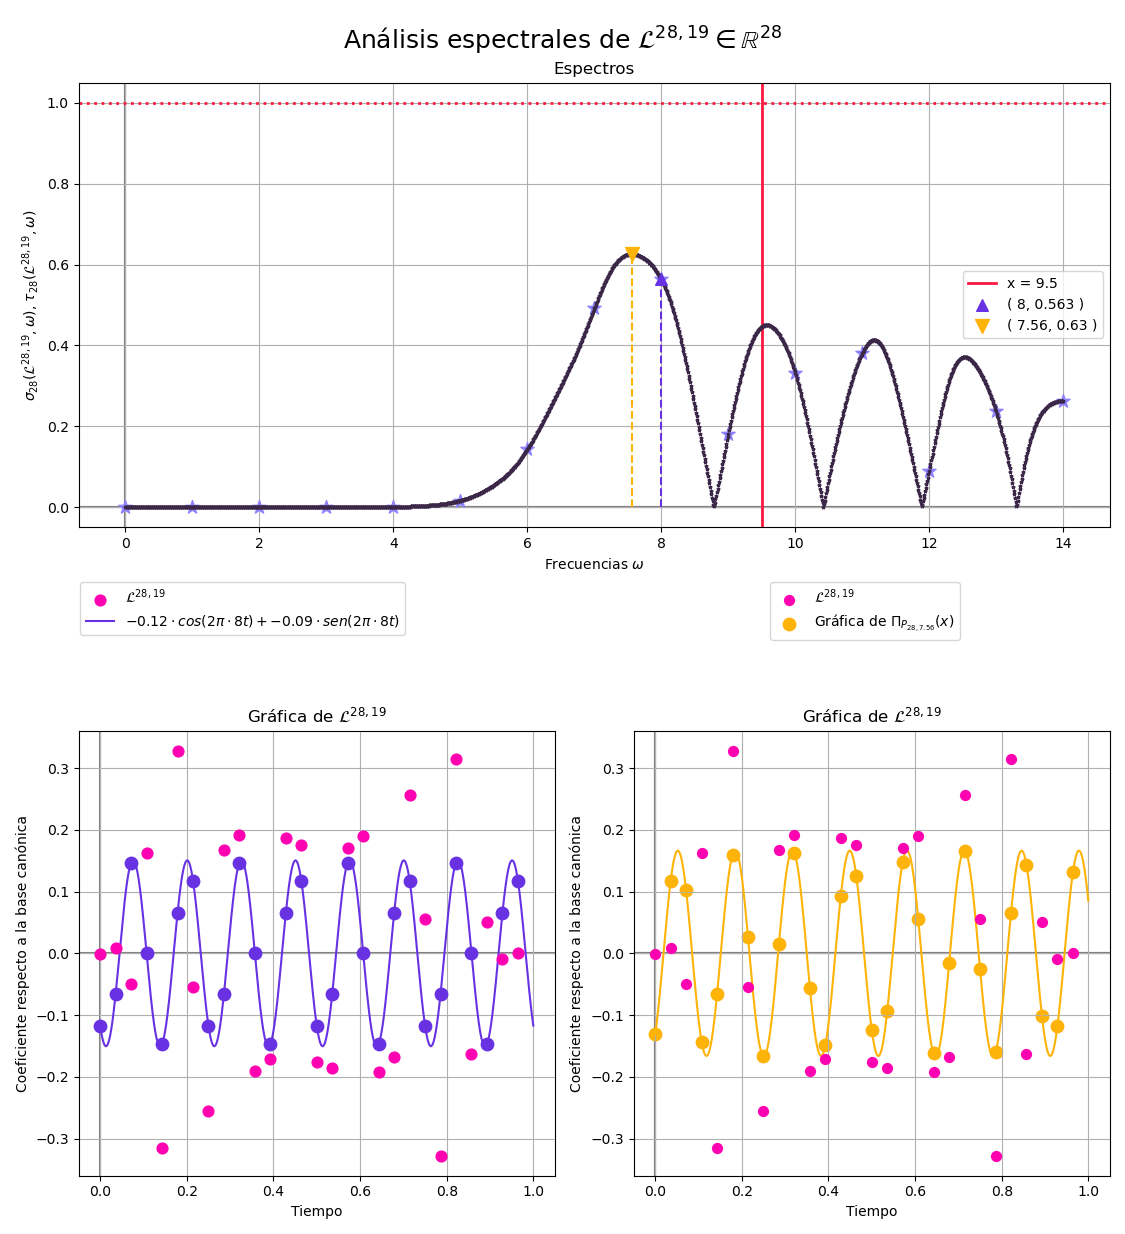 Análisis espectrales de 𝓛^{28,19} ∈ ℝ^{28}
Espectros
1.0
0.8
0.6
0.4
0.2
0.0
σ_{28}(𝓛^{28,19}, ω), τ_{28}(𝓛^{28,19}, ω)
x = 9.5
( 8, 0.563 )
( 7.56, 0.63 )
0 2 4 6 8 10 12 14
Frecuencias ω
𝓛^{28,19}
−0.12 · cos(2π · 8t) + −0.09 · sen(2π · 8t)
𝓛^{28,19}
Gráfica de Π_{P_{28,7.56}}(x)
Gráfica de 𝓛^{28,19}
0.3
0.2
0.1
0.0
−0.1
−0.2
−0.3
Coeficiente respecto a la base canónica
0.0 0.2 0.4 0.6 0.8 1.0
Tiempo
Gráfica de 𝓛^{28,19}
0.3
0.2
0.1
0.0
−0.1
−0.2
−0.3
Coeficiente respecto a la base canónica
0.0 0.2 0.4 0.6 0.8 1.0
Tiempo